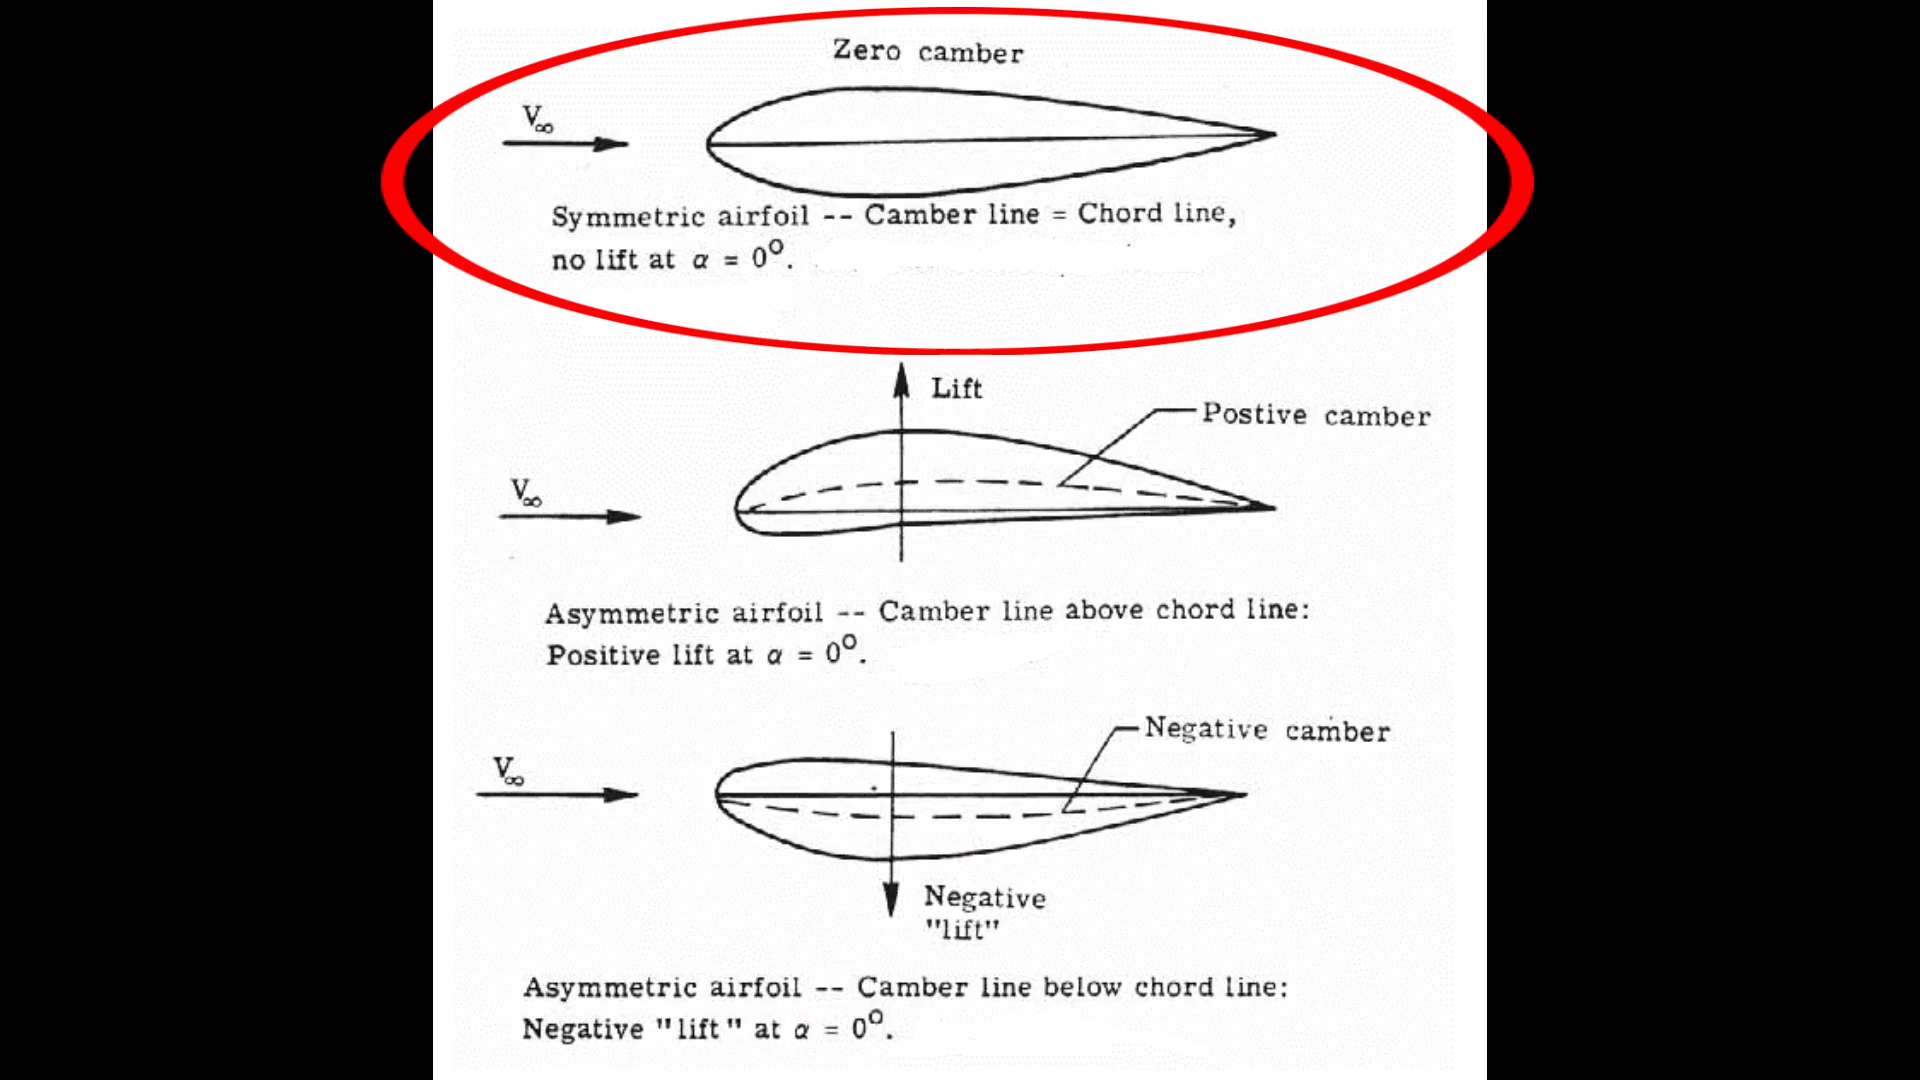 Zero camber
V∞
Symmetric airfoil -- Camber line = Chord line,
no lift at α = 0°.
Lift
Postive camber
V∞
Asymmetric airfoil -- Camber line above chord line:
Positive lift at α = 0°.
Negative camber
V∞
Negative
"lift"
Asymmetric airfoil -- Camber line below chord line:
Negative "lift" at α = 0°.